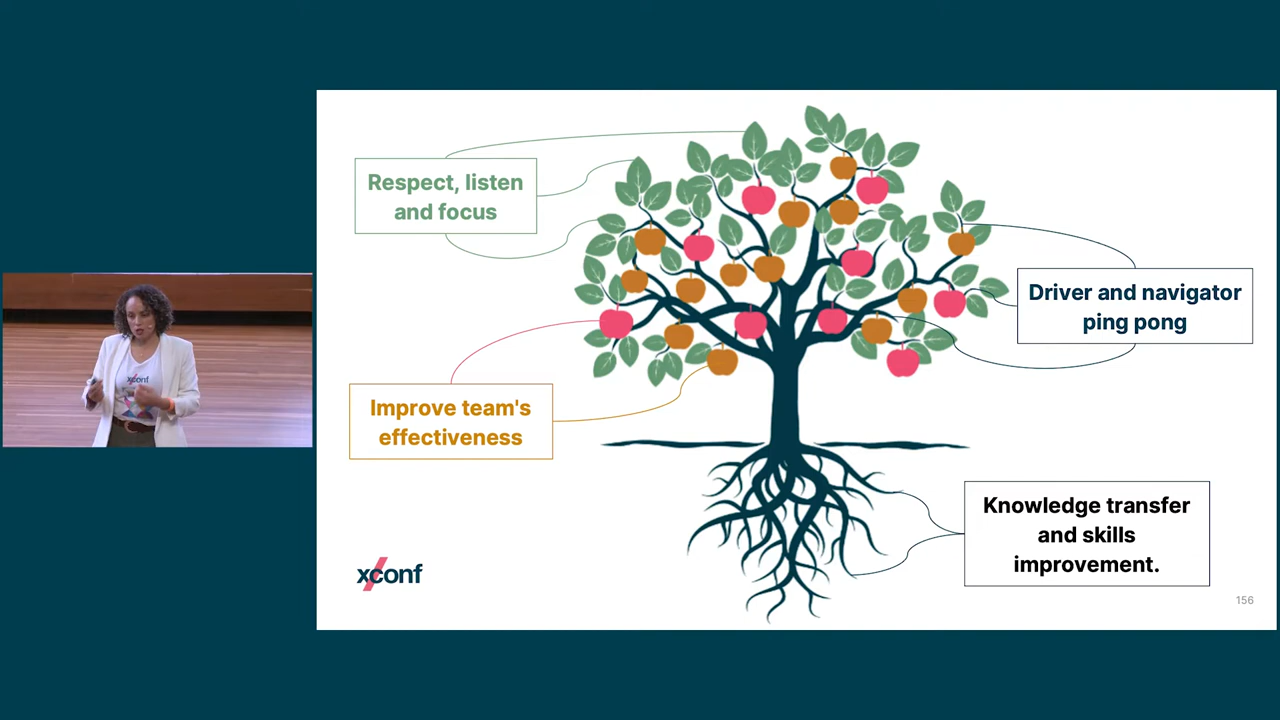 Respect, listen
and focus
Driver and navigator
ping pong
Improve team's
effectiveness
Knowledge transfer
and skills
improvement.
xconf
156
xconf